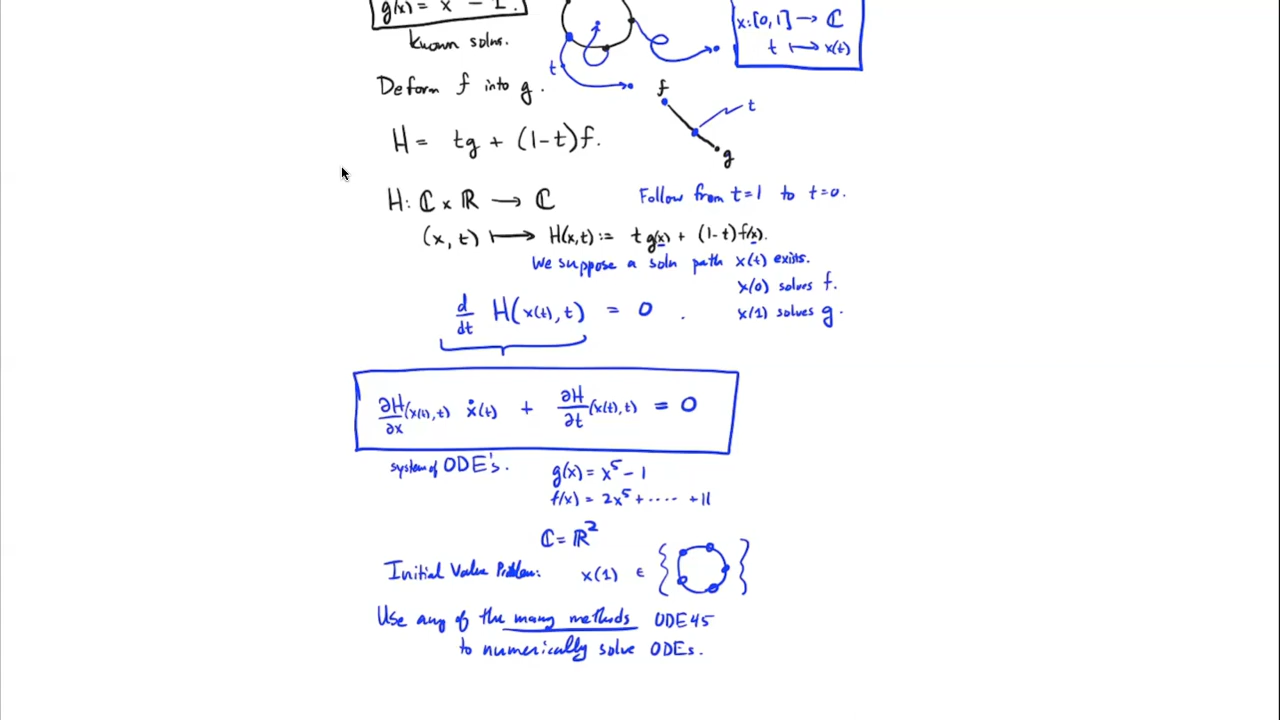 g(x) = x - 1.
Known solns.
x: [0,1] → ℂ
t ↦ x(t)
t
Deform f into g.
f
t
g
H = tg + (1-t)f.
H: ℂ × ℝ → ℂ
Follow from t=1 to t=0.
(x, t) ↦ H(x,t) := t g(x) + (1-t) f(x).
We suppose a soln path x(t) exists.
x(0) solves f.
x(1) solves g.
d/dt H(x(t), t) = 0.
∂H/∂x (x(t), t) ẋ(t) + ∂H/∂t (x(t), t) = 0
system of ODE's.
g(x) = x⁵ - 1
f(x) = 2x⁵ + ····· + 11
ℂ = ℝ²
Initial Value Problem: x(1) ∈ { }
Use any of the many methods ODE45
to numerically solve ODEs.